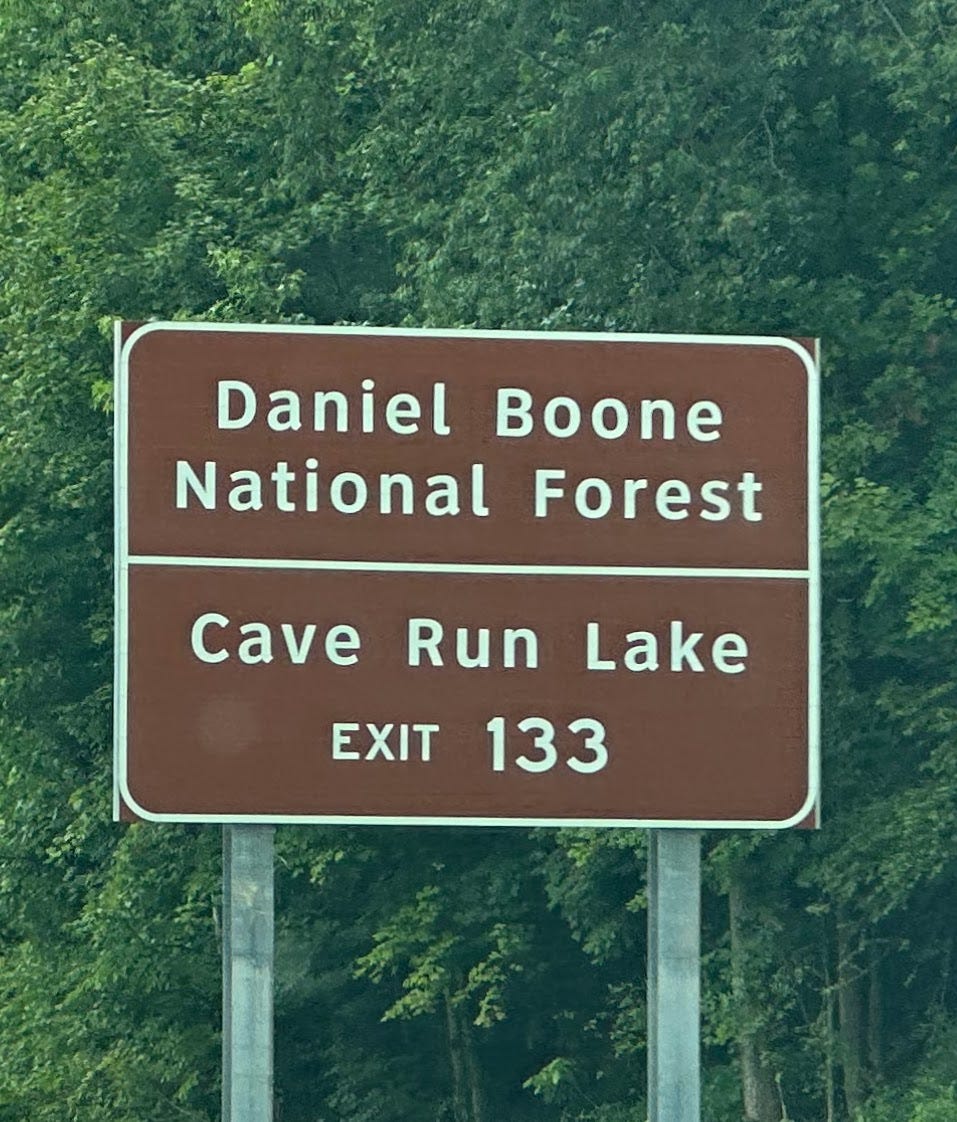 Daniel Boone
National Forest
Cave Run Lake
EXIT 133